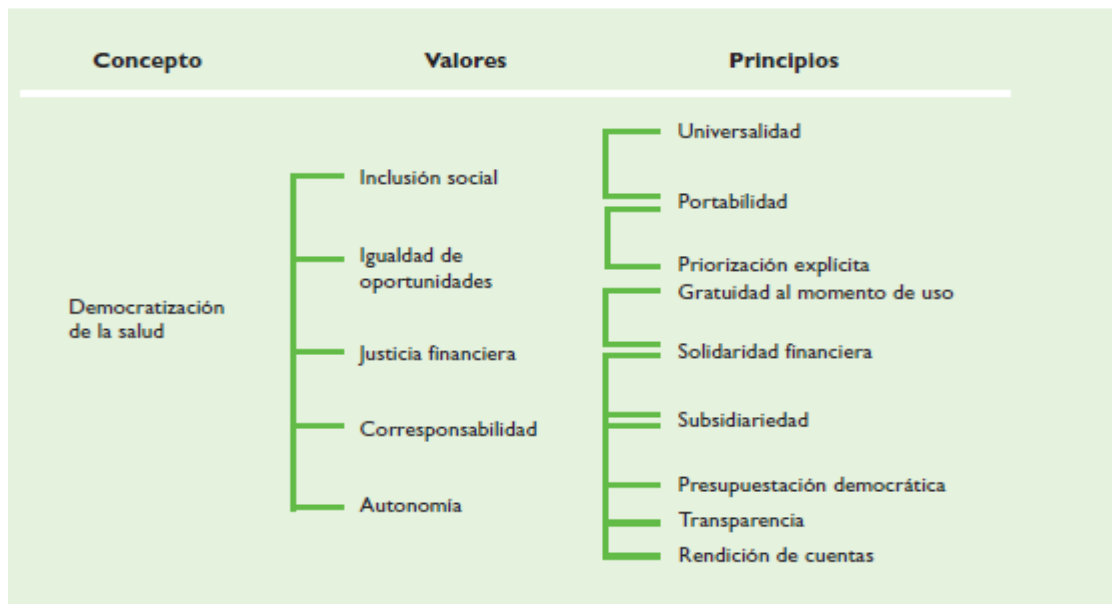 Concepto Valores Principios
Democratización
de la salud
Inclusión social
Igualdad de
oportunidades
Justicia financiera
Corresponsabilidad
Autonomía
Universalidad
Portabilidad
Priorización explícita
Gratuidad al momento de uso
Solidaridad financiera
Subsidiariedad
Presupuestación democrática
Transparencia
Rendición de cuentas